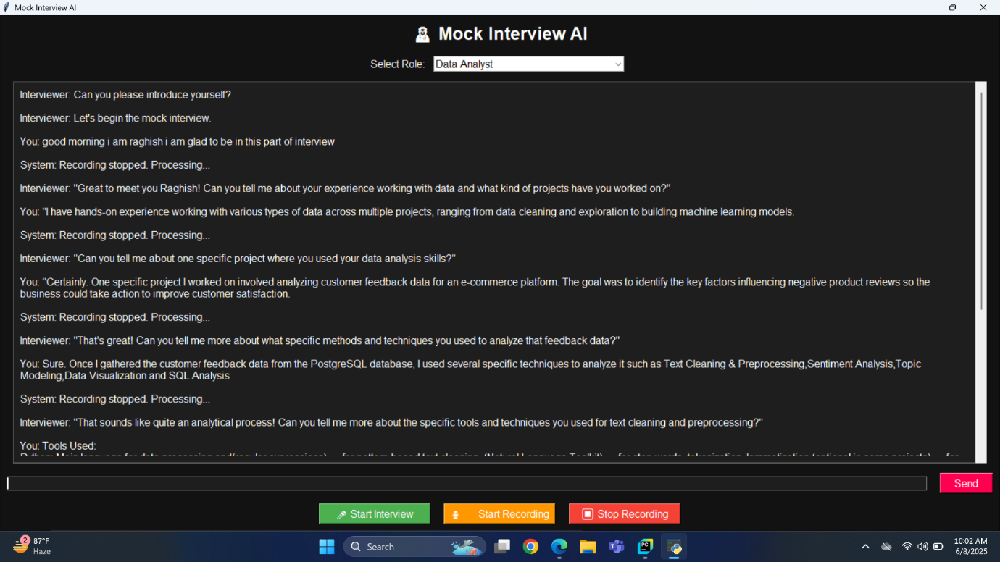 Mock Interview AI
Mock Interview AI
Select Role: Data Analyst
Interviewer: Can you please introduce yourself?
Interviewer: Let's begin the mock interview.
You: good morning i am raghish i am glad to be in this part of interview
System: Recording stopped. Processing...
Interviewer: "Great to meet you Raghish! Can you tell me about your experience working with data and what kind of projects have you worked on?"
You: "I have hands-on experience working with various types of data across multiple projects, ranging from data cleaning and exploration to building machine learning models.
System: Recording stopped. Processing...
Interviewer: "Can you tell me about one specific project where you used your data analysis skills?"
You: "Certainly. One specific project I worked on involved analyzing customer feedback data for an e-commerce platform. The goal was to identify the key factors influencing negative product reviews so the
business could take action to improve customer satisfaction.
System: Recording stopped. Processing...
Interviewer: "That's great! Can you tell me more about what specific methods and techniques you used to analyze that feedback data?"
You: Sure. Once I gathered the customer feedback data from the PostgreSQL database, I used several specific techniques to analyze it such as Text Cleaning & Preprocessing,Sentiment Analysis,Topic
Modeling,Data Visualization and SQL Analysis
System: Recording stopped. Processing...
Interviewer: "That sounds like quite an analytical process! Can you tell me more about the specific tools and techniques you used for text cleaning and preprocessing?"
You: Tools Used:
Send
Start Interview
Start Recording
Stop Recording
2
87°F
Haze
Search
PC
10:02 AM
6/8/2025